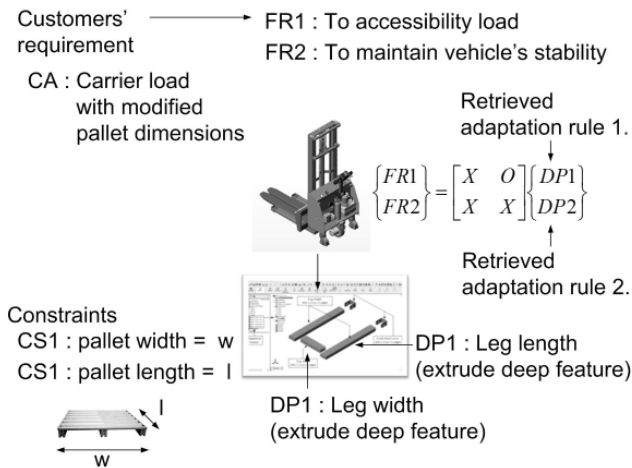 Customers'
requirement
FR1 : To accessibility load
FR2 : To maintain vehicle's stability
CA : Carrier load
with modified
pallet dimensions
Retrieved
adaptation rule 1.
{FR1 FR2} = [X O X X] {DP1 DP2}
Retrieved
adaptation rule 2.
Constraints
CS1 : pallet width = w
CS1 : pallet length = l
DP1 : Leg length
(extrude deep feature)
DP1 : Leg width
(extrude deep feature)
l
w